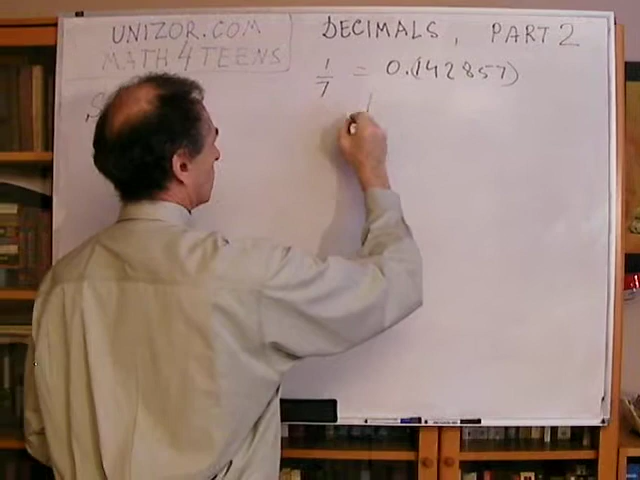 UNIZOR.COM
MATH 4 TEENS
DECIMALS, PART 2
1/7 = 0.(142857)